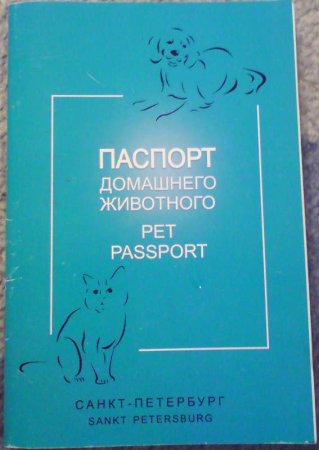 ПАСПОРТ
ДОМАШНЕГО
ЖИВОТНОГО
PET
PASSPORT
САНКТ-ПЕТЕРБУРГ
SANKT PETERSBURG